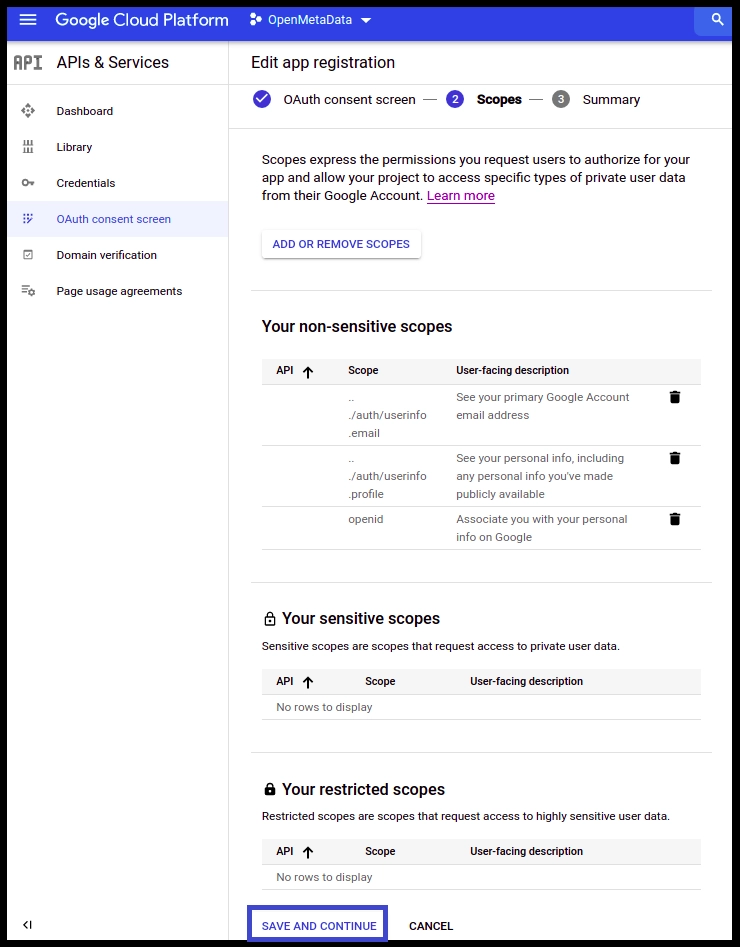 Google Cloud Platform
OpenMetaData
API
APIs & Services
Dashboard
Library
Credentials
OAuth consent screen
Domain verification
Page usage agreements
Edit app registration
OAuth consent screen — 2 Scopes — 3 Summary
Scopes express the permissions you request users to authorize for your
app and allow your project to access specific types of private user data
from their Google Account. Learn more
ADD OR REMOVE SCOPES
Your non-sensitive scopes
API Scope User-facing description
.. See your primary Google Account
./auth/userinfo email address
.email
.. See your personal info, including
./auth/userinfo any personal info you've made
.profile publicly available
openid Associate you with your personal
info on Google
Your sensitive scopes
Sensitive scopes are scopes that request access to private user data.
API Scope User-facing description
No rows to display
Your restricted scopes
Restricted scopes are scopes that request access to highly sensitive user data.
API Scope User-facing description
No rows to display
SAVE AND CONTINUE CANCEL